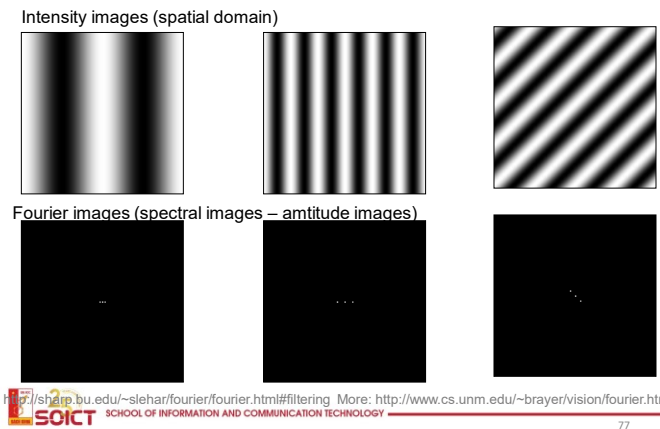 Intensity images (spatial domain)
Fourier images (spectral images – amtitude images)
http://sharp.bu.edu/~slehar/fourier/fourier.html#filtering More: http://www.cs.unm.edu/~brayer/vision/fourier.ht
SOICT SCHOOL OF INFORMATION AND COMMUNICATION TECHNOLOGY
77